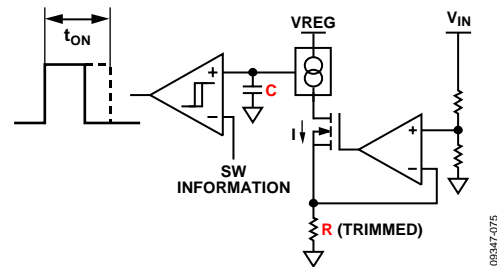 tON
VREG
VIN
+
C
−
I
+
−
SW
INFORMATION
R (TRIMMED)
09347-075